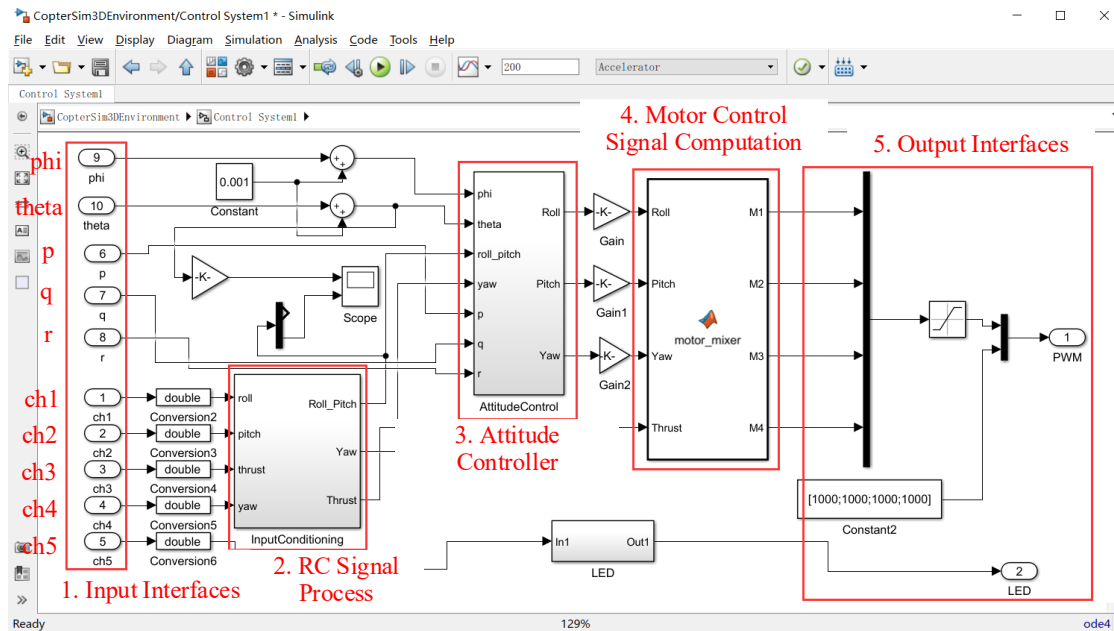 CopterSim3DEnvironment/Control System1 * - Simulink
File Edit View Display Diagram Simulation Analysis Code Tools Help
200 Accelerator
Control System1
CopterSim3DEnvironment Control System1
1. Input Interfaces
phi 9
phi
theta 10
theta
p 6
p
q 7
q
r 8
r
ch1 1 double
ch1 Conversion2
ch2 2 double
ch2 Conversion3
ch3 3 double
ch3 Conversion4
ch4 4 double
ch4 Conversion5
ch5 5 double
ch5 Conversion6
0.001
Constant
+
+
+
+
-K-
Scope
2. RC Signal
Process
roll
pitch
thrust
yaw
Roll_Pitch
Yaw
Thrust
InputConditioning
3. Attitude
Controller
phi
theta
roll_pitch
yaw
p
q
r
Roll
Pitch
Yaw
AttitudeControl
-K-
Gain
-K-
Gain1
-K-
Gain2
4. Motor Control
Signal Computation
Roll
Pitch
Yaw
Thrust
motor_mixer
M1
M2
M3
M4
5. Output Interfaces
[1000;1000;1000;1000]
Constant2
1
PWM
In1 Out1
LED
2
LED
Ready 129% ode4